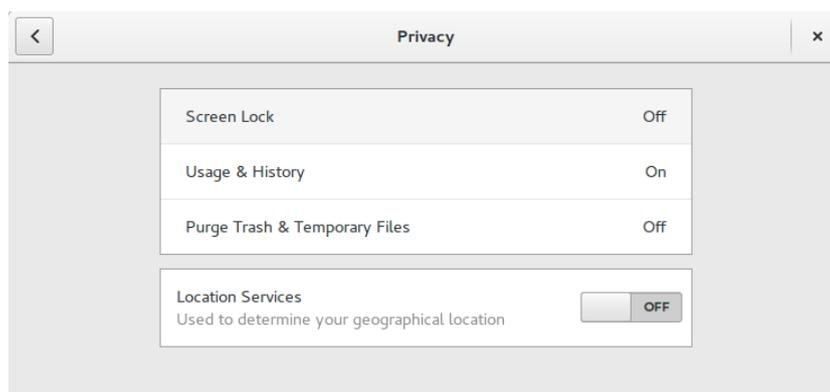 Privacy
Screen Lock Off
Usage & History On
Purge Trash & Temporary Files Off
Location Services
OFF
Used to determine your geographical location